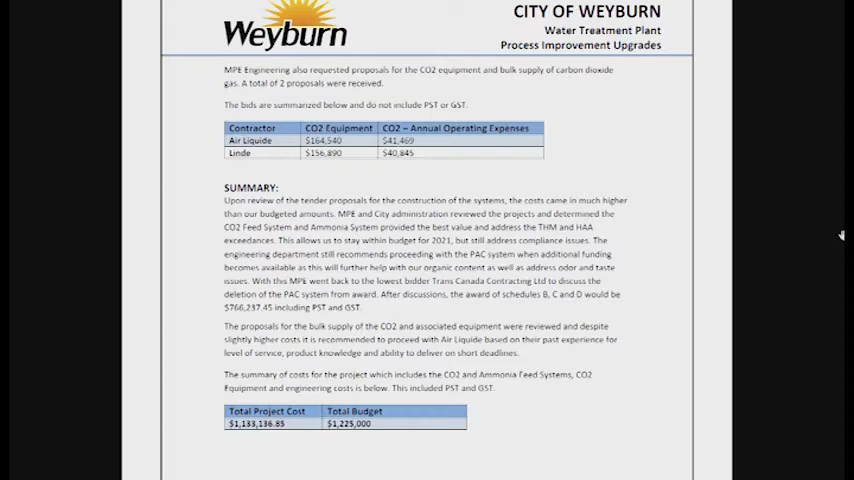 Weyburn
CITY OF WEYBURN
Water Treatment Plant
Process Improvement Upgrades
MPE Engineering also requested proposals for the CO2 equipment and bulk supply of carbon dioxide
gas. A total of 2 proposals were received.
The bids are summarized below and do not include PST or GST.
Contractor CO2 Equipment CO2 – Annual Operating Expenses
Air Liquide $164,540 $41,469
Linde $156,890 $40,845
SUMMARY:
Upon review of the tender proposals for the construction of the systems, the costs came in much higher
than our budgeted amounts. MPE and City administration reviewed the projects and determined the
CO2 Feed System and Ammonia System provided the best value and address the THM and HAA
exceedances. This allows us to stay within budget for 2021, but still address compliance issues. The
engineering department still recommends proceeding with the PAC system when additional funding
becomes available as this will further help with our organic content as well as address odor and taste
issues. With this MPE went back to the lowest bidder Trans Canada Contracting Ltd to discuss the
deletion of the PAC system from award. After discussions, the award of schedules B, C and D would be
$766,237.45 including PST and GST.
The proposals for the bulk supply of the CO2 and associated equipment were reviewed and despite
slightly higher costs it is recommended to proceed with Air Liquide based on their past experience for
level of service, product knowledge and ability to deliver on short deadlines.
The summary of costs for the project which includes the CO2 and Ammonia Feed Systems, CO2
Equipment and engineering costs is below. This included PST and GST.
Total Project Cost Total Budget
$1,133,136.85 $1,225,000